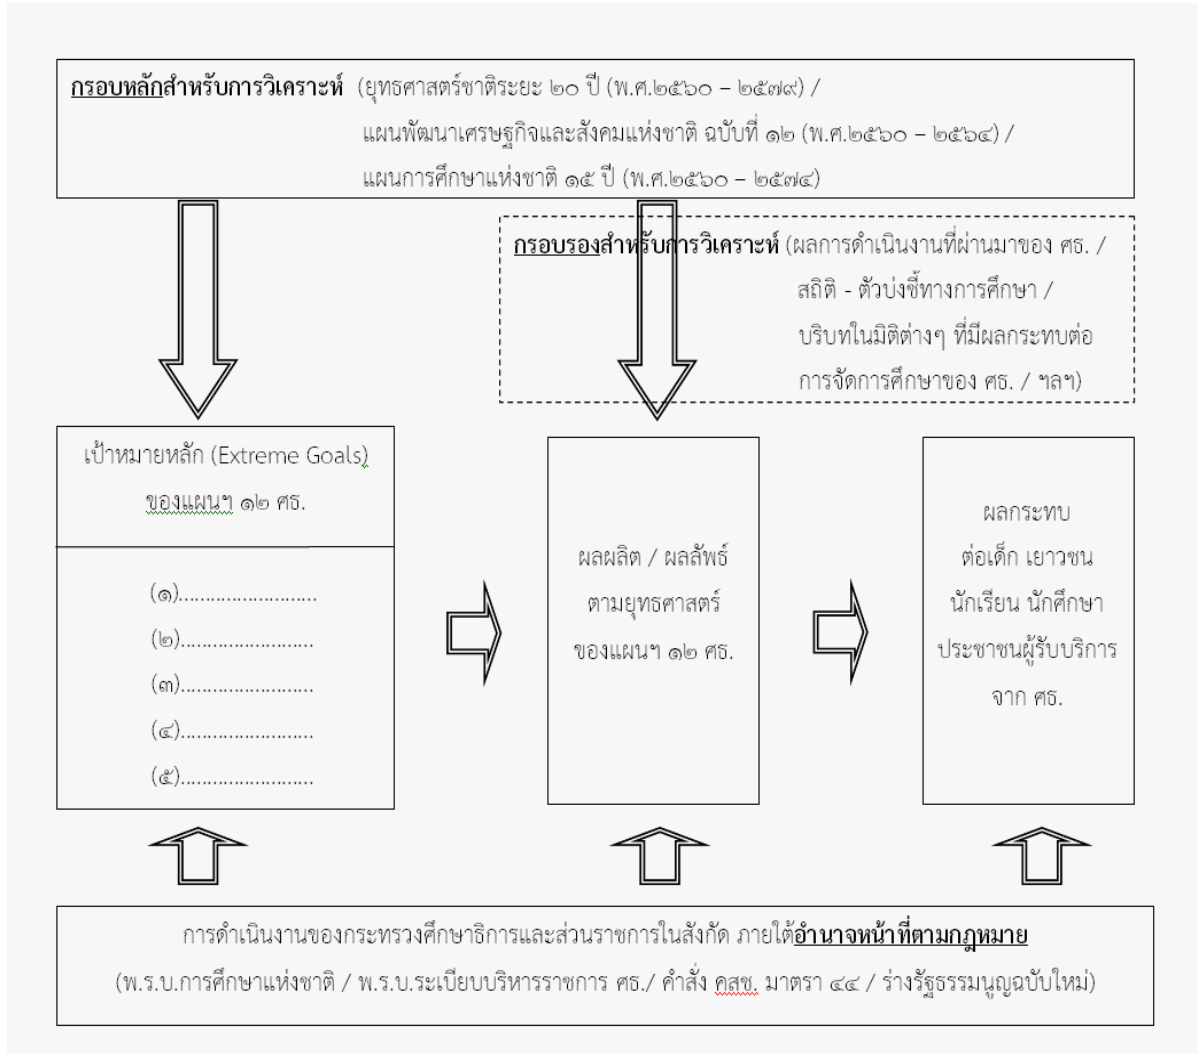 กรอบหลักสำหรับการวิเคราะห์ (ยุทธศาสตร์ชาติระยะ ๒๐ ปี (พ.ศ.๒๕๖๐ – ๒๕๗๙) /
แผนพัฒนาเศรษฐกิจและสังคมแห่งชาติ ฉบับที่ ๑๒ (พ.ศ.๒๕๖๐ – ๒๕๖๔) /
แผนการศึกษาแห่งชาติ ๑๕ ปี (พ.ศ.๒๕๖๐ – ๒๕๗๔)
กรอบรองสำหรับการวิเคราะห์ (ผลการดำเนินงานที่ผ่านมาของ ศธ. /
สถิติ - ตัวบ่งชี้ทางการศึกษา /
บริบทในมิติต่างๆ ที่มีผลกระทบต่อ
การจัดการศึกษาของ ศธ. / ฯลฯ)
เป้าหมายหลัก (Extreme Goals)
ของแผนฯ ๑๒ ศธ.
(๑).........................
(๒)........................
(๓)........................
(๔)........................
(๕)........................
ผลผลิต / ผลลัพธ์
ตามยุทธศาสตร์
ของแผนฯ ๑๒ ศธ.
ผลกระทบ
ต่อเด็ก เยาวชน
นักเรียน นักศึกษา
ประชาชนผู้รับบริการ
จาก ศธ.
การดำเนินงานของกระทรวงศึกษาธิการและส่วนราชการในสังกัด ภายใต้อำนาจหน้าที่ตามกฎหมาย
(พ.ร.บ.การศึกษาแห่งชาติ / พ.ร.บ.ระเบียบบริหารราชการ ศธ./ คำสั่ง คสช. มาตรา ๔๔ / ร่างรัฐธรรมนูญฉบับใหม่)